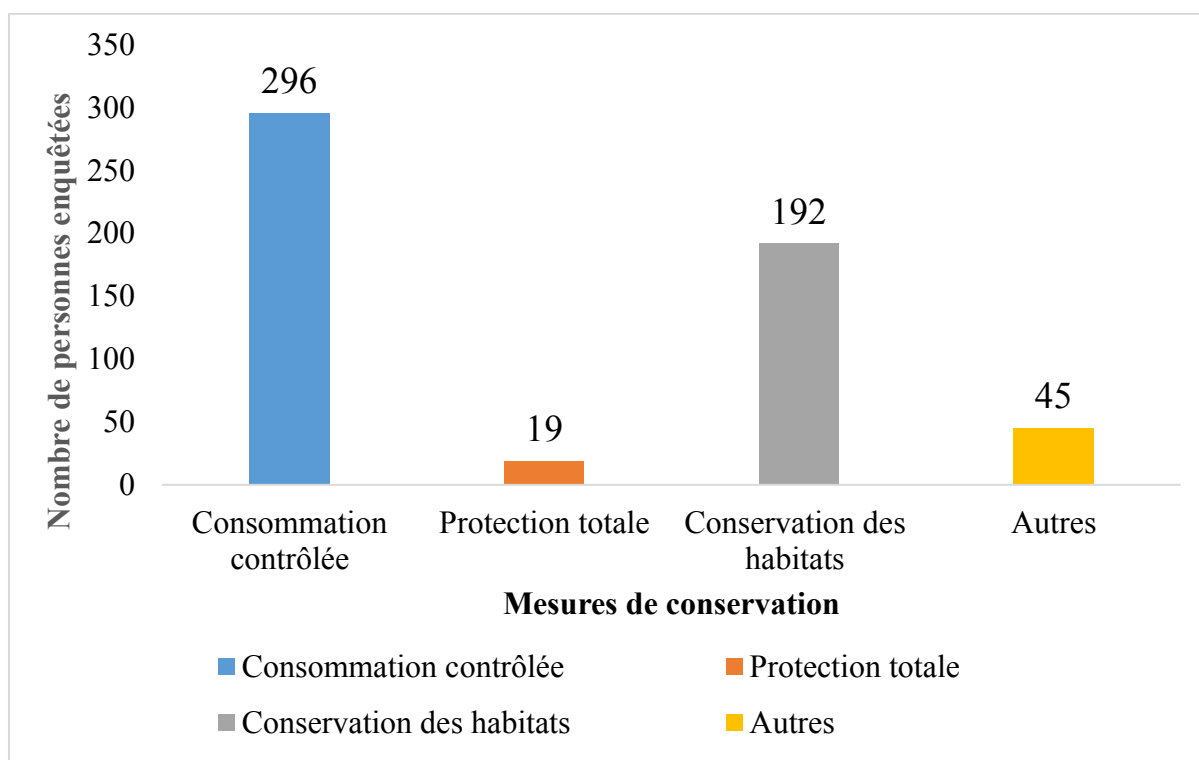 Nombre de personnes enquêtées
350
300
250
200
150
100
50
0
296
19
192
45
Consommation
contrôlée
Protection totale
Conservation des
habitats
Autres
Mesures de conservation
Consommation contrôlée
Protection totale
Conservation des habitats
Autres